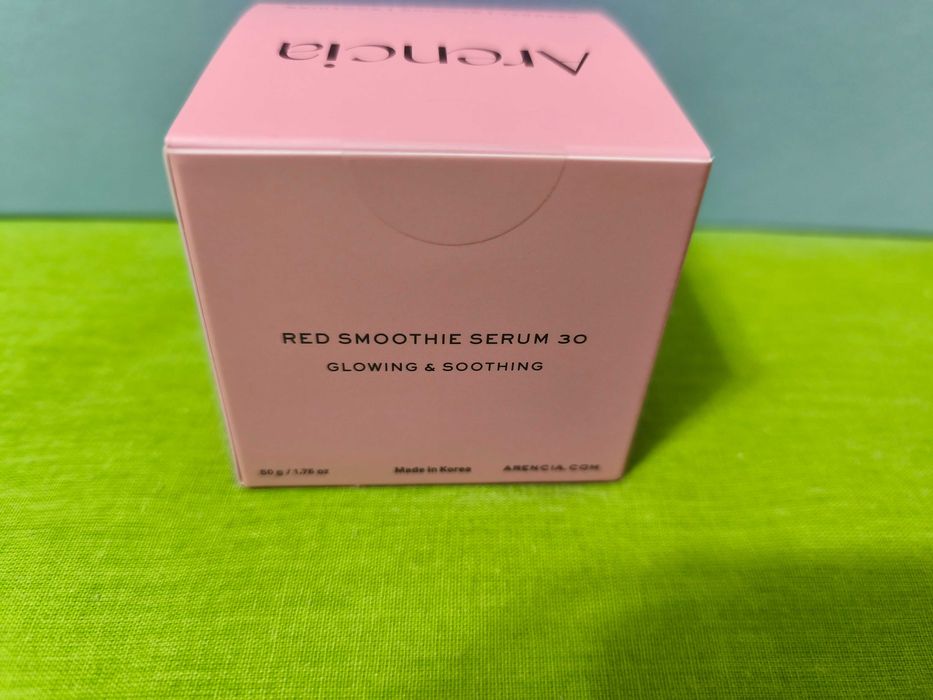 Arencia
RED SMOOTHIE SERUM 30
GLOWING & SOOTHING
50 g / 1.76 oz Made in Korea ARENCIA.COM